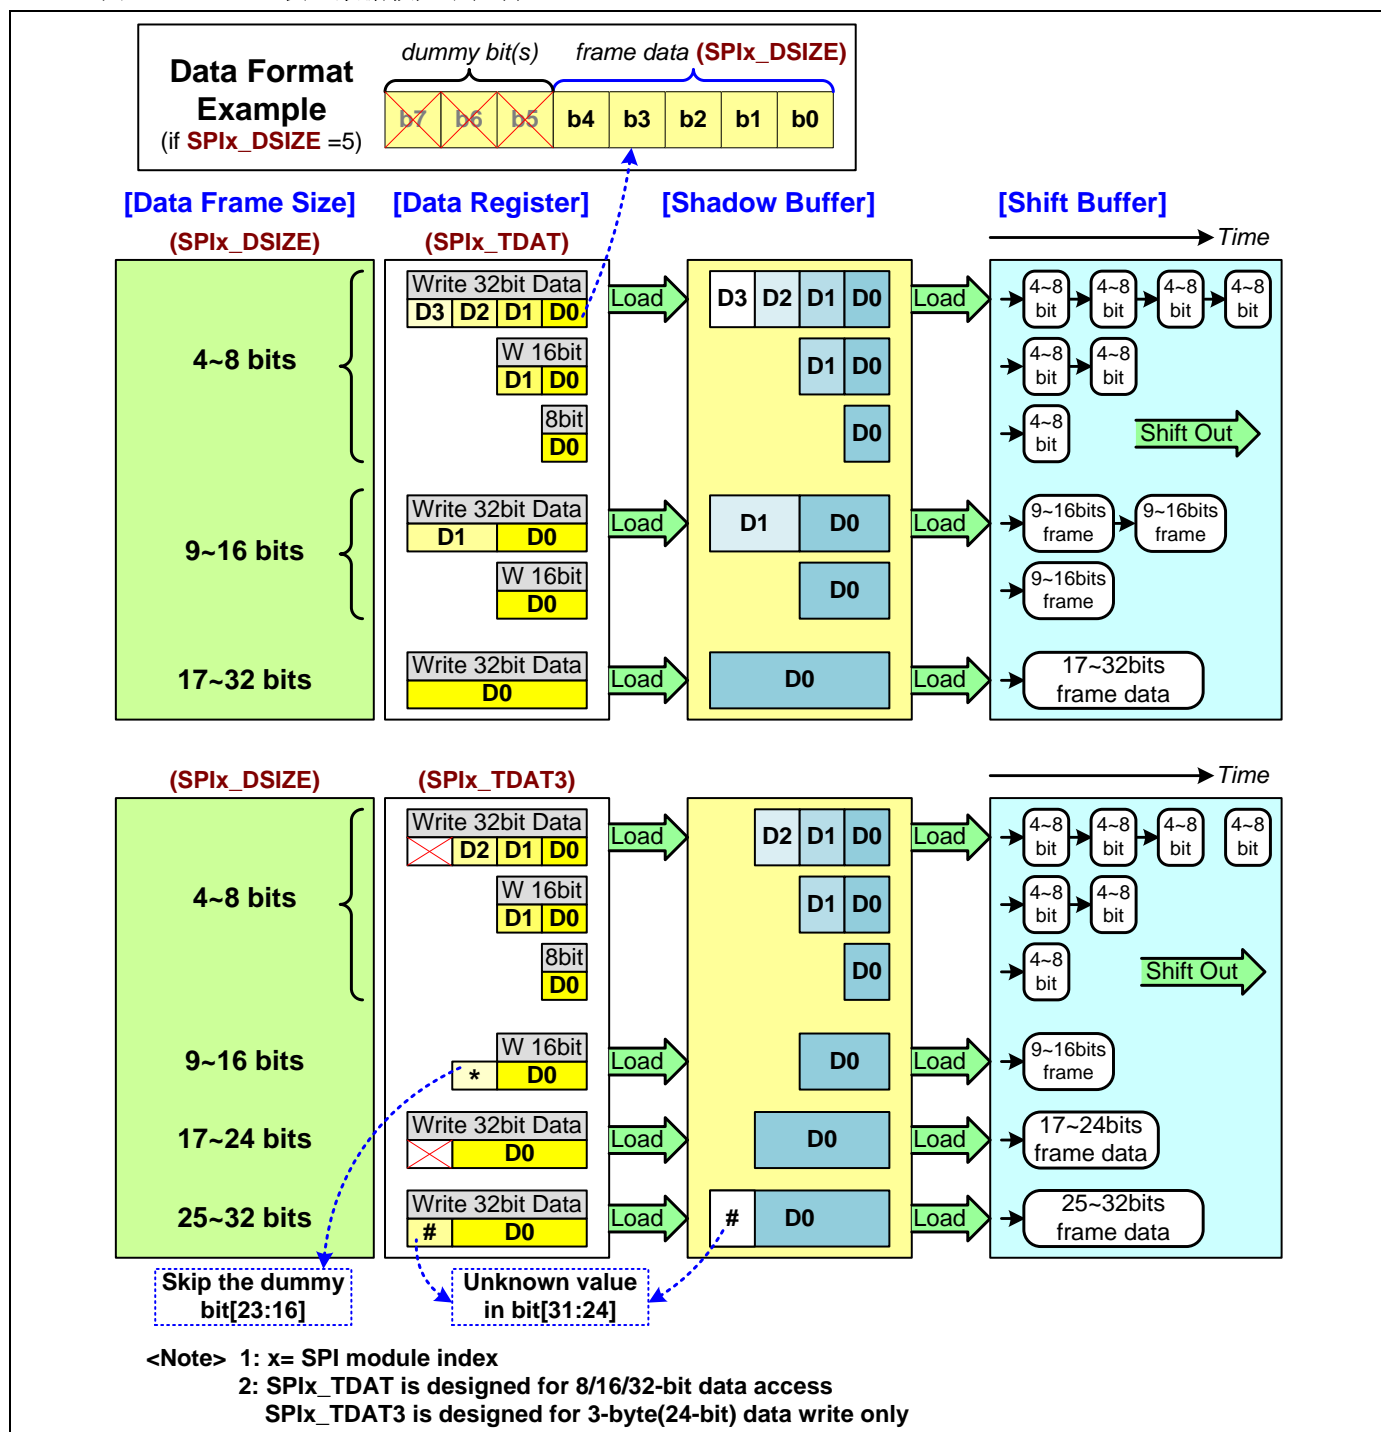 dummy bit(s) frame data (SPIx_DSIZE)
Data Format
Example
(if SPIx_DSIZE =5)
b7 b6 b5 b4 b3 b2 b1 b0
[Data Frame Size] [Data Register] [Shadow Buffer] [Shift Buffer]
(SPIx_DSIZE) (SPIx_TDAT) Time
Write 32bit Data
D3 D2 D1 D0 Load D3 D2 D1 D0 Load 4~8 bit 4~8 bit 4~8 bit 4~8 bit
4~8 bits
W 16bit
D1 D0 D1 D0 4~8 bit 4~8 bit
8bit
D0 D0 4~8 bit Shift Out
Write 32bit Data
D1 D0 Load D1 D0 Load 9~16bits frame 9~16bits frame
9~16 bits
W 16bit
D0 D0 9~16bits frame
17~32 bits
Write 32bit Data
D0 Load D0 Load 17~32bits frame data
(SPIx_DSIZE) (SPIx_TDAT3) Time
Write 32bit Data
D2 D1 D0 Load D2 D1 D0 Load 4~8 bit 4~8 bit 4~8 bit 4~8 bit
4~8 bits
W 16bit
D1 D0 D1 D0 4~8 bit 4~8 bit
8bit
D0 D0 4~8 bit Shift Out
9~16 bits
W 16bit
* D0 Load D0 Load 9~16bits frame
17~24 bits
Write 32bit Data
D0 Load D0 Load 17~24bits frame data
25~32 bits
Write 32bit Data
# D0 Load # D0 Load 25~32bits frame data
Skip the dummy
bit[23:16]
Unknown value
in bit[31:24]
<Note> 1: x= SPI module index
2: SPIx_TDAT is designed for 8/16/32-bit data access
SPIx_TDAT3 is designed for 3-byte(24-bit) data write only